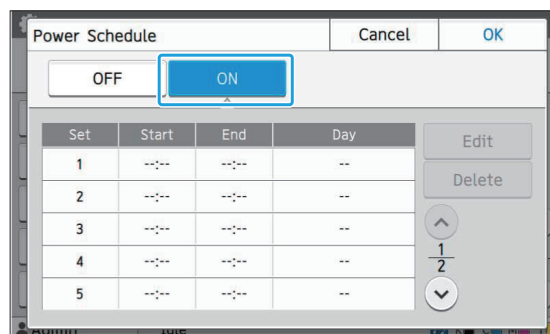 Power Schedule Cancel OK
OFF ON
Set Start End Day Edit
1 --:-- --:-- --
Delete
2 --:-- --:-- --
3 --:-- --:-- --
1
4 --:-- --:-- --
2
5 --:-- --:-- --
Admin Idle